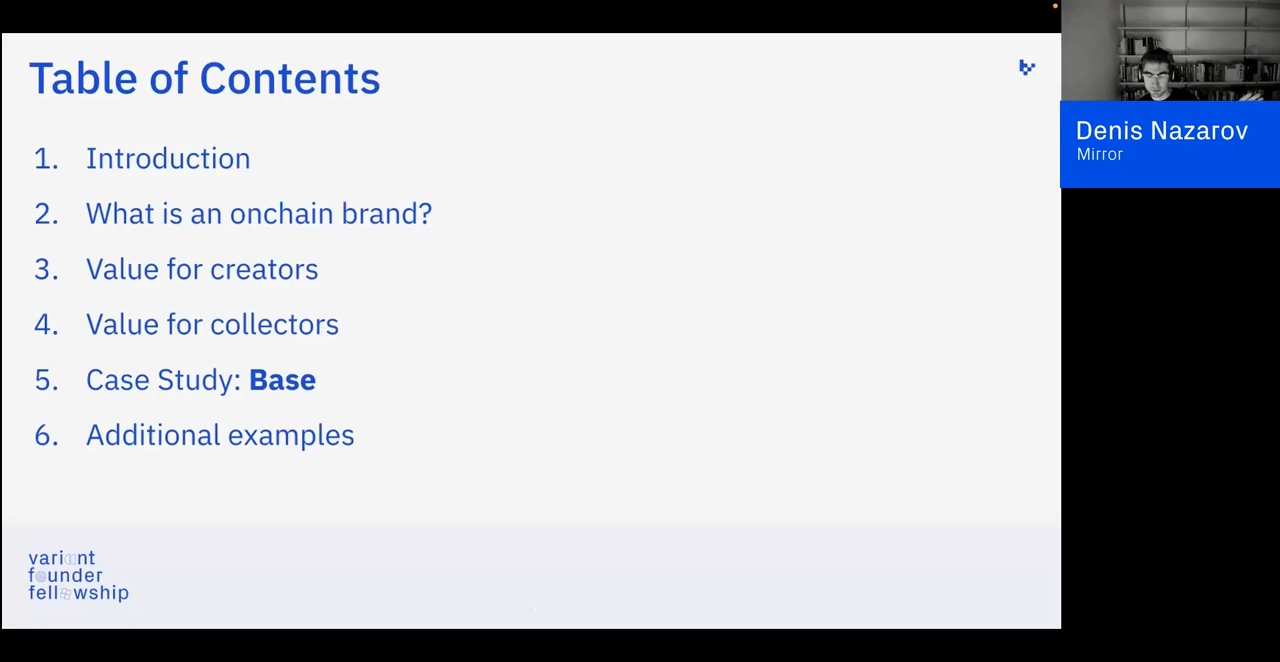 Table of Contents
1. Introduction
2. What is an onchain brand?
3. Value for creators
4. Value for collectors
5. Case Study: Base
6. Additional examples
variant
founder
fellowship
Denis Nazarov
Mirror